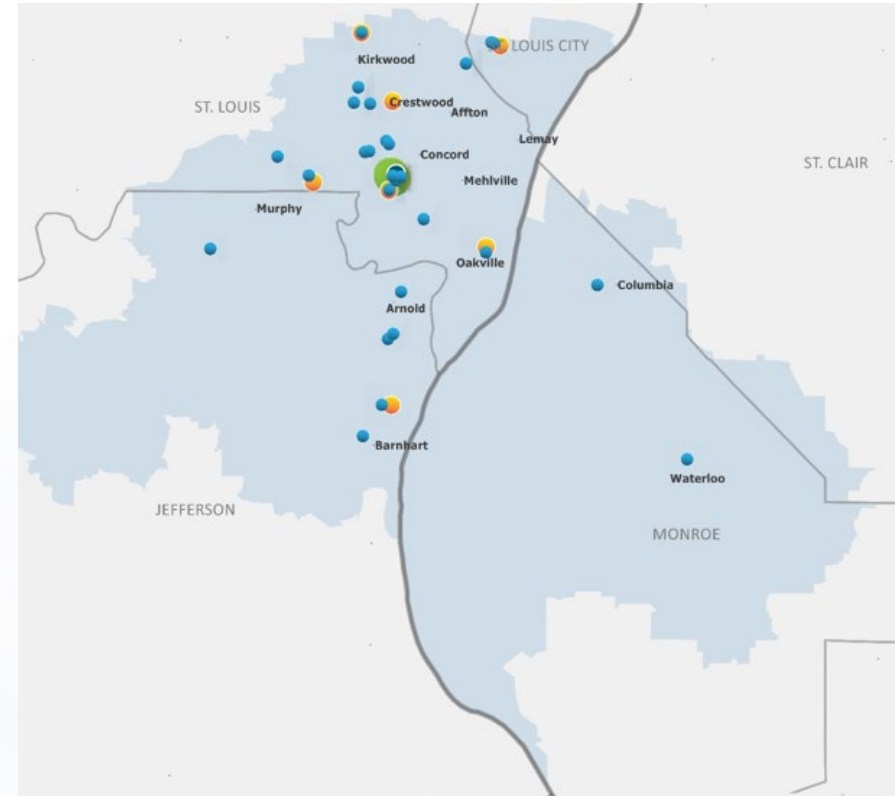 ST. LOUIS CITY
Kirkwood
ST. LOUIS
Crestwood
Affton
Lemay
Concord
ST. CLAIR
Mehlville
Murphy
Oakville
Columbia
Arnold
Barnhart
Waterloo
JEFFERSON
MONROE